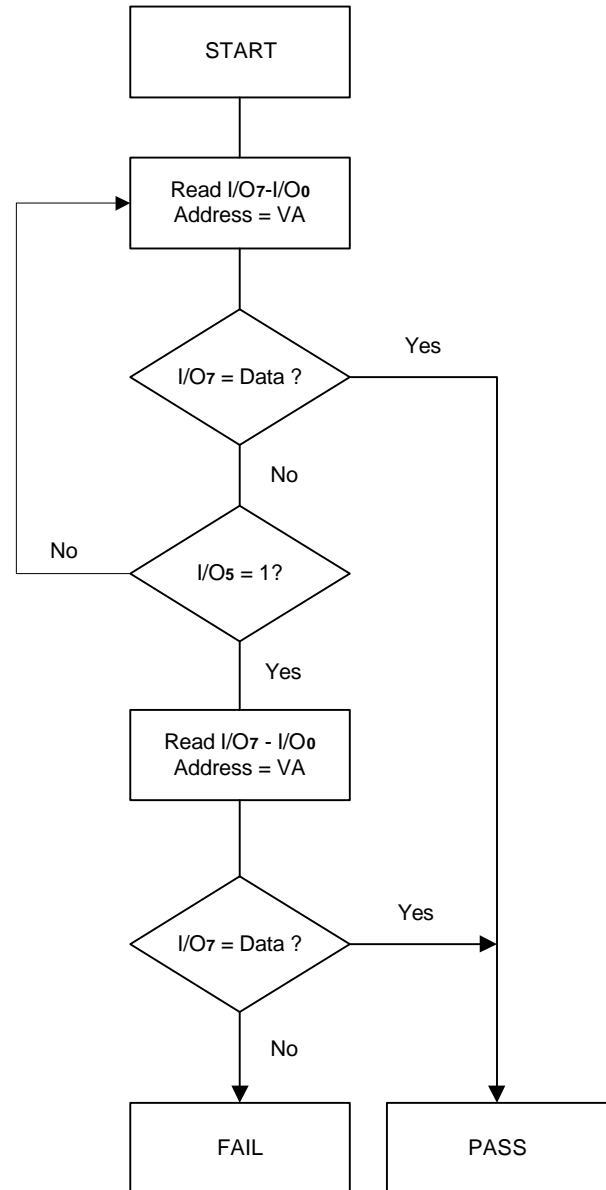 START
Read I/O7-I/O0
Address = VA
I/O7 = Data ?
Yes
No
I/O5 = 1?
No
Yes
Read I/O7 - I/O0
Address = VA
I/O7 = Data ?
Yes
No
FAIL
PASS